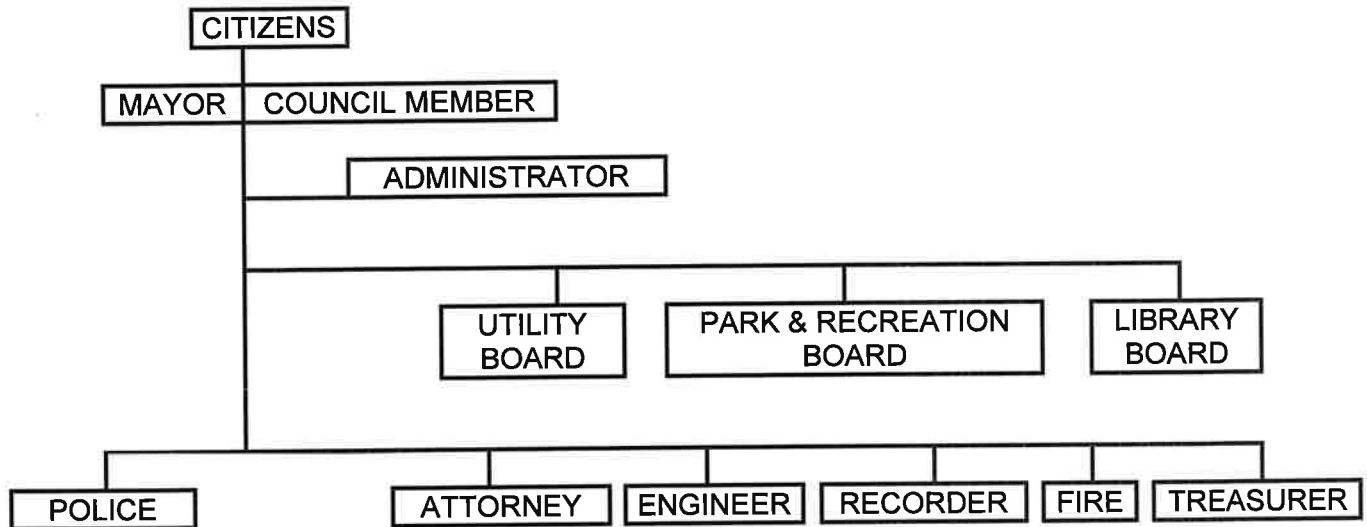 CITIZENS
MAYOR COUNCIL MEMBER
ADMINISTRATOR
UTILITY
BOARD
PARK & RECREATION
BOARD
LIBRARY
BOARD
POLICE
ATTORNEY
ENGINEER
RECORDER
FIRE
TREASURER